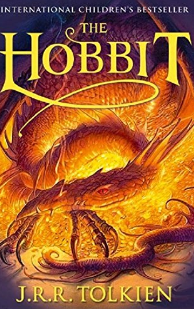 INTERNATIONAL CHILDREN'S BESTSELLER
THE
HOBBIT
J.R.R. TOLKIEN